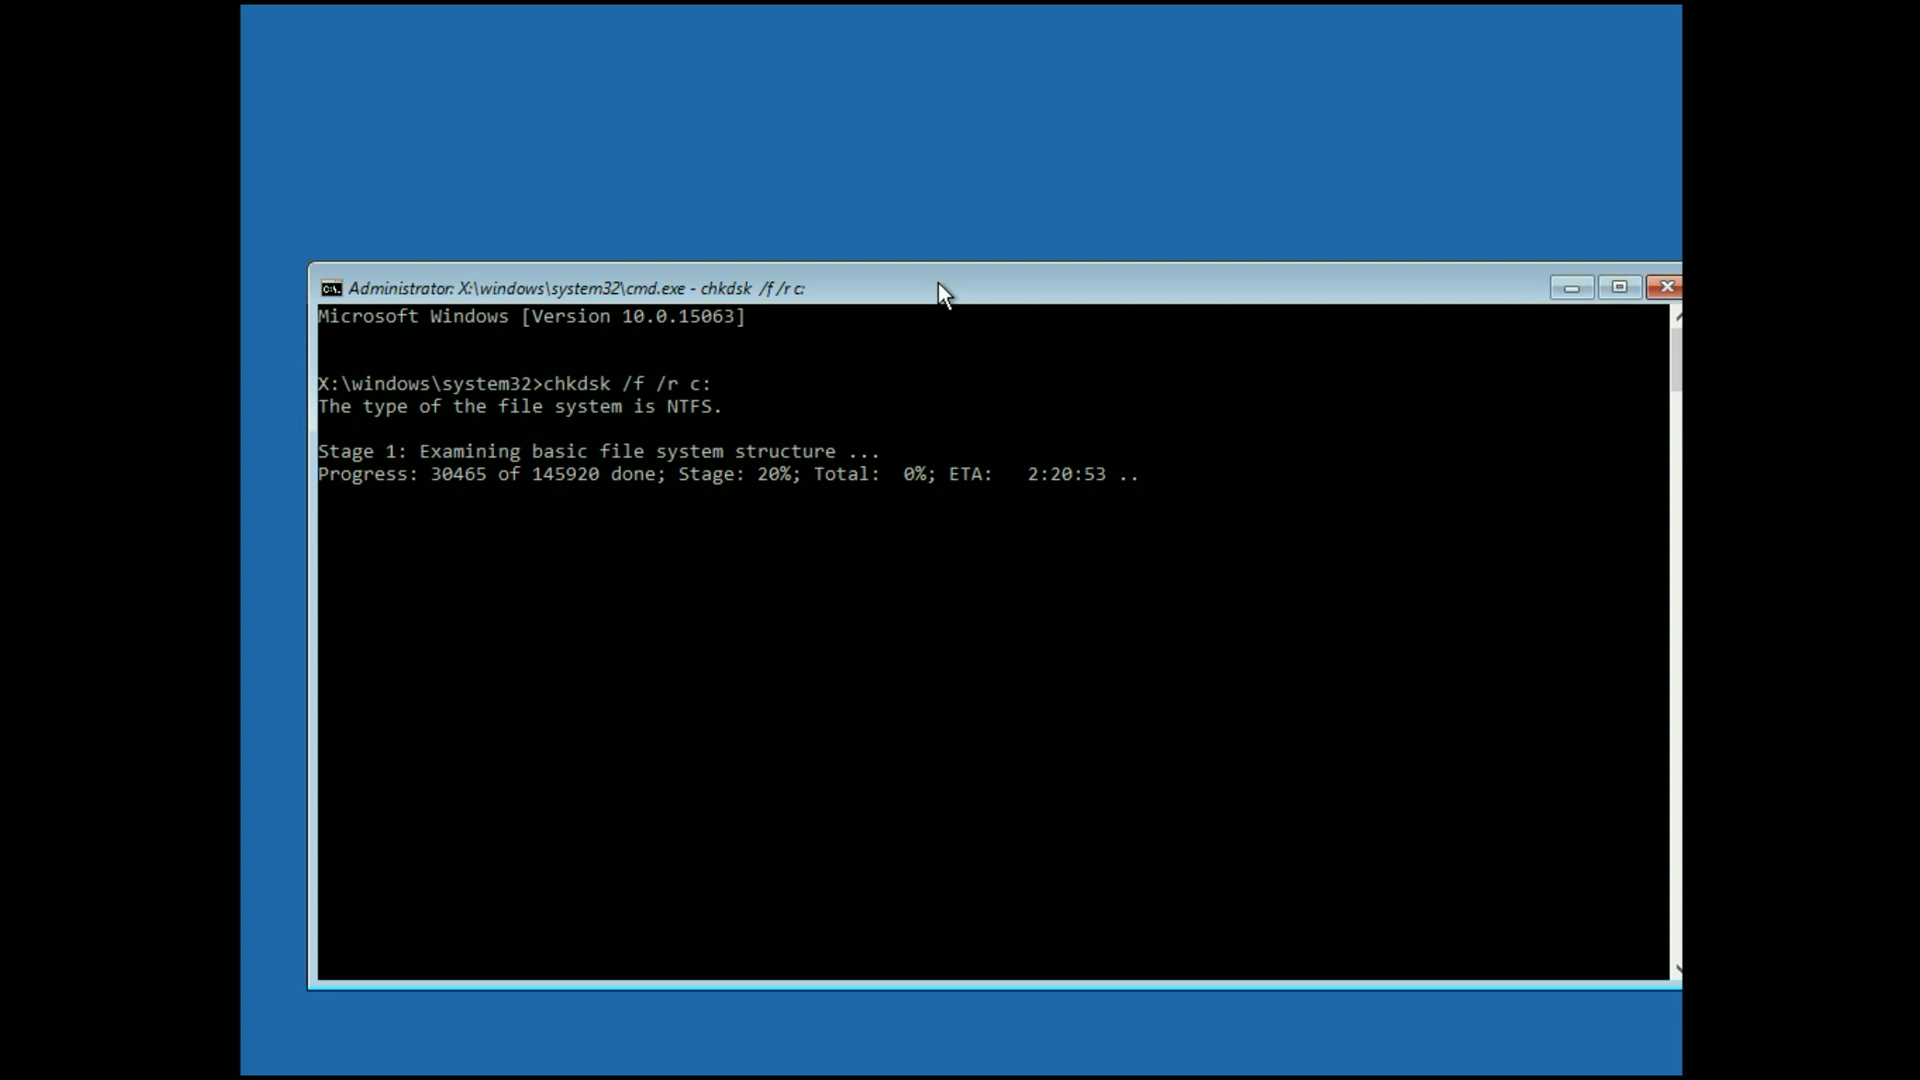 Administrator: X:\windows\system32\cmd.exe - chkdsk /f /r c:
Microsoft Windows [Version 10.0.15063]
X:\windows\system32>chkdsk /f /r c:
The type of the file system is NTFS.
Stage 1: Examining basic file system structure ...
Progress: 30465 of 145920 done; Stage: 20%; Total:  0%; ETA:   2:20:53 ..